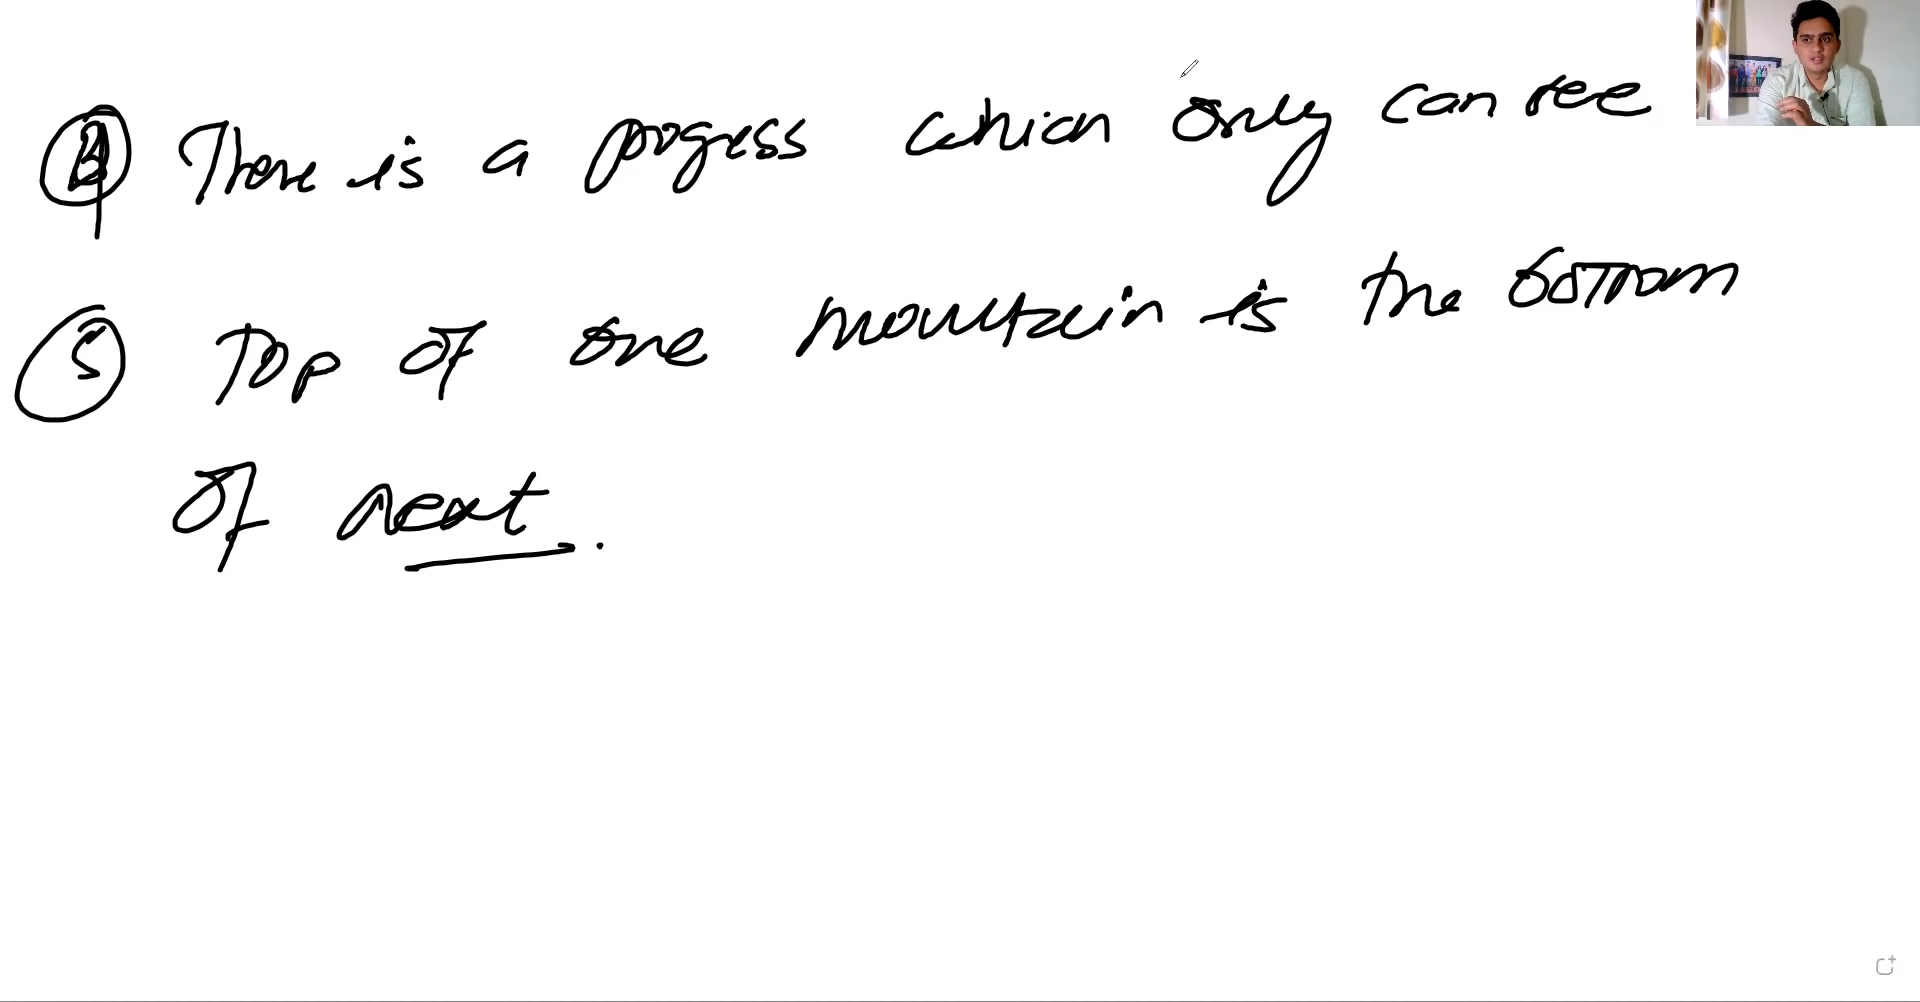 ④ There is a progress which only can see
⑤ Top of one mountain is the bottom
of next.